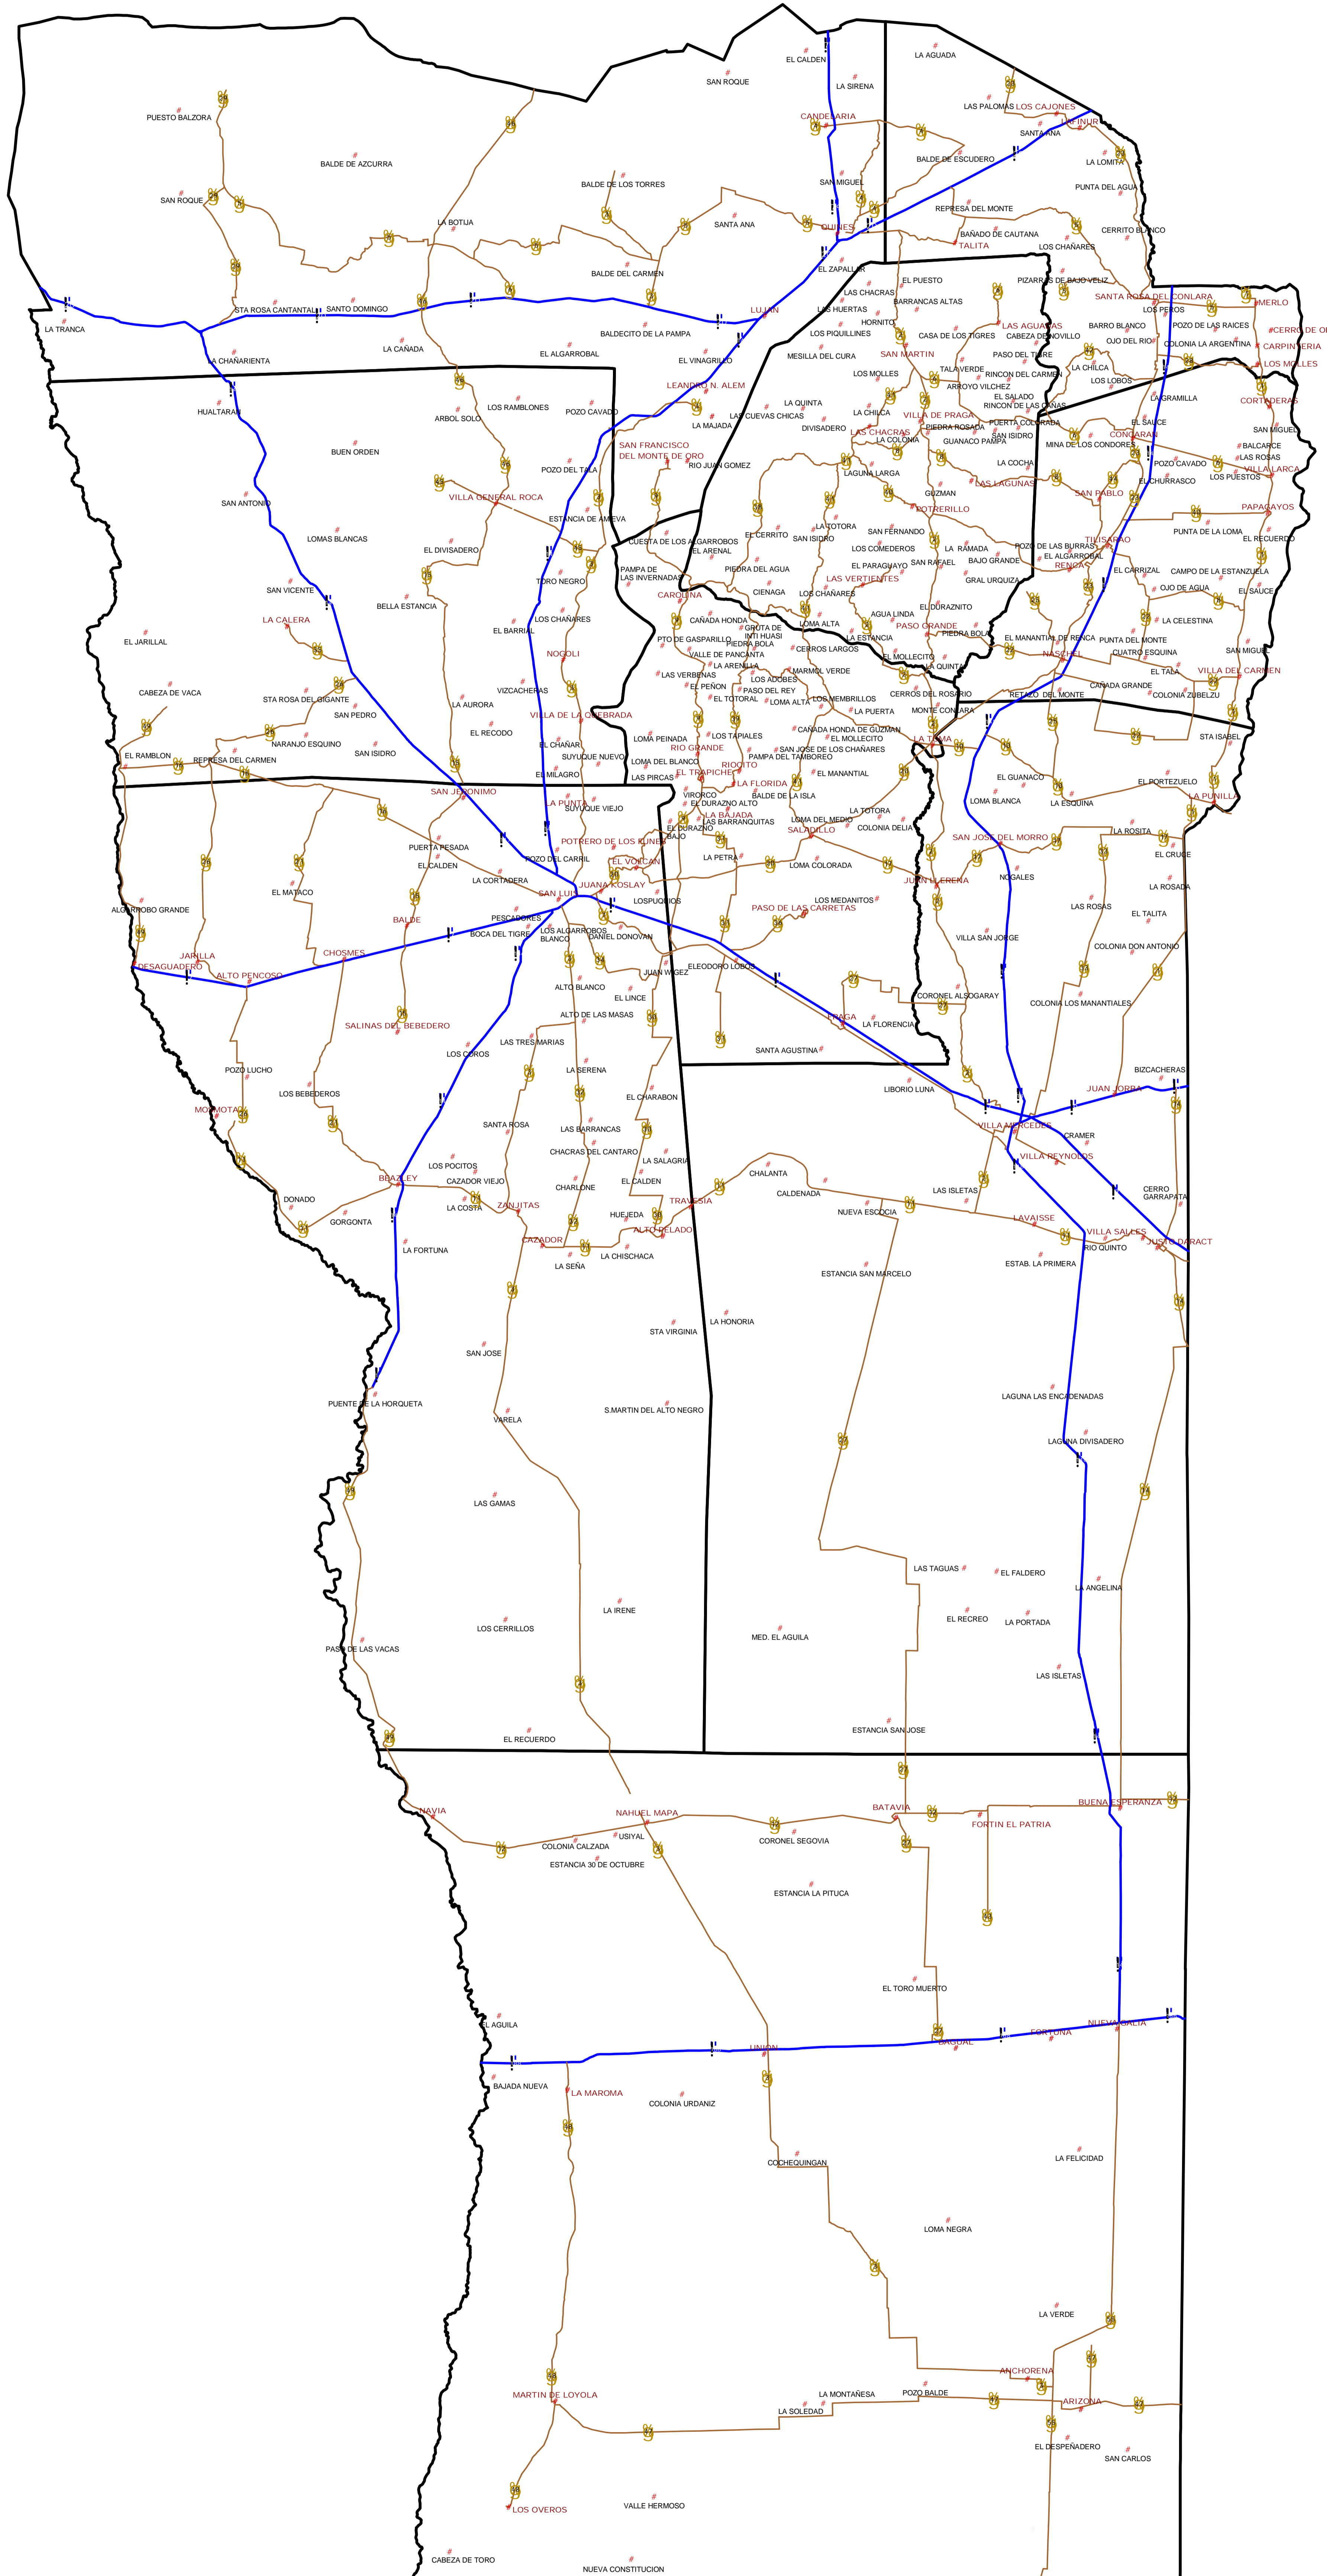 EL CALDEN
LA AGUADA
SAN ROQUE
LA SIRENA
LAS PALOMAS
LOS CAJONES
PUESTO BALZORA
CANDELARIA
LAFINUR
SANTA ANA
BALDE DE AZCURRA
BALDE DE ESCUDERO
LA LOMITA
BALDE DE LOS TORRES
SAN MIGUEL
PUNTA DEL AGUA
SAN ROQUE
LA BOTIJA
SANTA ANA
REPRESA DEL MONTE
QUINES
BAÑADO DE CAUTANA
CERRITO BLANCO
TALITA
LOS CHAÑARES
BALDE DEL CARMEN
EL ZAPALLAR
EL PUESTO
PIZARRAS DE BAJO VELIZ
LAS CHACRAS
SANTA ROSA DEL CONLARA
MERLO
STA ROSA CANTANTAL
SANTO DOMINGO
LUJAN
LAS HUERTAS
BARRANCAS ALTAS
LOS PEROS
LA TRANCA
BALDECITO DE LA PAMPA
HORNITO
LAS AGUADAS
BARRO BLANCO
POZO DE LAS RAICES
LOS PIQUILLINES
CASA DE LOS TIGRES
CABEZA DE NOVILLO
OJO DEL RIO
COLONIA LA ARGENTINA
CARPINTERIA
LA CAÑADA
EL ALGARROBAL
EL VINAGRILLO
MESILLA DEL CURA
SAN MARTIN
PASO DEL TIGRE
LA CHAÑARIENTA
LOS MOLLES
TALA VERDE
RINCON DEL CARMEN
LA CHILCA
LOS MOLLES
LEANDRO N. ALEM
ARROYO VILCHEZ
LOS LOBOS
HUALTARAN
ARBOL SOLO
LOS RAMBLONES
POZO CAVADO
LA MAJADA
LAS CUEVAS CHICAS
LA QUINTA
LA CHILCA
EL SALADO
RINCON DE LAS CAÑAS
LA GRAMILLA
CORTADERAS
DIVISADERO
VILLA DE PRAGA
PUERTA COLORADA
EL SAUCE
LAS CHACRAS
PIEDRA ROSADA
SAN ISIDRO
CONCARAN
SAN MIGUEL
BUEN ORDEN
SAN FRANCISCO
DEL MONTE DE ORO
LA COLONIA
GUANACO PAMPA
MINA DE LOS CONDORES
BALCARCE
POZO DEL TALA
RIO JUAN GOMEZ
LAGUNA LARGA
LA COCHA
POZO CAVADO
LAS ROSAS
VILLA LARCA
EL CHURRASCO
LOS PUESTOS
SAN ANTONIO
VILLA GENERAL ROCA
GUZMAN
LAS LAGUNAS
SAN PABLO
ESTANCIA DE AMIEVA
POTRERILLO
PAPAGAYOS
LOMAS BLANCAS
EL DIVISADERO
CUESTA DE LOS ALGARROBOS
EL ARENAL
EL CERRITO
SAN ISIDRO
LA TOTORA
SAN FERNANDO
PUNTA DE LA LOMA
EL RECUERDO
LOS COMEDEROS
LA RAMADA
POZO DE LAS BURRAS
TILISARAO
TORO NEGRO
PAMPA DE
LAS INVERNADAS
PIEDRA DEL AGUA
EL PARAGUAYO
SAN RAFAEL
BAJO GRANDE
EL ALGARROBAL
RENCA
EL CARRIZAL
CAMPO DE LA ESTANZUELA
SAN VICENTE
BELLA ESTANCIA
CIENAGA
LAS VERTIENTES
GRAL URQUIZA
OJO DE AGUA
EL SAUCE
CAROLINA
LOS CHAÑARES
LOS CHAÑARES
LA CALERA
EL BARRIAL
CAÑADA HONDA
LOMA ALTA
AGUA LINDA
EL DURAZNITO
LA CELESTINA
EL JARILLAL
GRUTA DE
INTI HUASI
PIEDRA BOLA
PTO DE GASPARILLO
LA ESTANCIA
PASO GRANDE
PIEDRA BOLA
EL MANANTIAL DE RENCA
PUNTA DEL MONTE
NOGOLI
VALLE DE PANCANTA
CERROS LARGOS
EL MOLLECITO
NASCHEL
CUATRO ESQUINA
SAN MIGUEL
CABEZA DE VACA
LA ARENILLA
LA QUINTA
LAS VERBENAS
LOS ADOBES
MARMOL VERDE
EL TALA
VILLA DEL CARMEN
VIZCACHERAS
EL PEÑON
PASO DEL REY
CERROS DEL ROSARIO
CAÑADA GRANDE
STA ROSA DEL GIGANTE
LA AURORA
EL TOTORAL
LOMA ALTA
LOS MEMBRILLOS
RETAZO DEL MONTE
COLONIA ZUBELZU
SAN PEDRO
VILLA DE LA QUEBRADA
LA PUERTA
MONTE CONLARA
EL RECODO
LOMA PEINADA
LOS TAPIALES
CAÑADA HONDA DE GUZMAN
STA ISABEL
NARANJO ESQUINO
SAN ISIDRO
EL CHAÑAR
EL MOLLECITO
LA TOMA
EL RAMBLON
REPRESA DEL CARMEN
SUYUQUE NUEVO
LOMA DEL BLANCO
RIO GRANDE
SAN JOSE DE LOS CHAÑARES
PAMPA DEL TAMBOREO
EL MILAGRO
LAS PIRCAS
EL TRAPICHE
RIOCITO
EL MANANTIAL
EL GUANACO
EL PORTEZUELO
SAN JERONIMO
LA FLORIDA
LA PUNTA
SUYUQUE VIEJO
VIRORCO
EL DURAZNO ALTO
BALDE DE LA ISLA
LOMA BLANCA
LA ESQUINA
LA PUNILLA
LA BAJADA
LA TOTORA
LAS BARRANQUITAS
LOMA DEL MEDIO
COLONIA DELIA
EL DURAZNO
BAJO
SALADILLO
LA ROSITA
PUERTA PESADA
POTRERO DE LOS FUNES
SAN JOSE DEL MORRO
EL CALDEN
POZO DEL CARRIL
EL VOLCAN
LA PETRA
LOMA COLORADA
EL CRUCE
LA CORTADERA
NOGALES
EL MATACO
JUANA KOSLAY
JUAN LLERENA
LA ROSADA
SAN LUIS
LOSPUQUIOS
LOS MEDANITOS
LAS ROSAS
ALGARROBO GRANDE
BALDE
PESCADORES
PASO DE LAS CARRETAS
EL TALITA
BOCA DEL TIGRE
LOS ALGARROBOS
BLANCO
DANIEL DONOVAN
VILLA SAN JORGE
COLONIA DON ANTONIO
JARILLA
CHOSMES
DESAGUADERO
ELEODORO LOBOS
JUAN W GEZ
ALTO PENCOSO
ALTO BLANCO
EL LINCE
CORONEL ALSOGARAY
COLONIA LOS MANANTIALES
SALINAS DEL BEBEDERO
ALTO DE LAS MASAS
FRAGA
LA FLORENCIA
LAS TRES MARIAS
SANTA AGUSTINA
LOS COROS
POZO LUCHO
LA SERENA
BIZCACHERAS
LOS BEBEDEROS
EL CHARABON
LIBORIO LUNA
JUAN JORBA
MOSMOTA
SANTA ROSA
LAS BARRANCAS
VILLA MERCEDES
CRAMER
CHACRAS DEL CANTARO
LA SALAGRIA
LOS POCITOS
CHALANTA
VILLA REYNOLDS
BEAZLEY
CAZADOR VIEJO
CHARLONE
EL CALDEN
CALDENADA
LAS ISLETAS
CERRO
GARRAPATA
DONADO
LA COSTA
ZANJITAS
TRAVESIA
NUEVA ESCOCIA
GORGONTA
HUEJEDA
LAVAISSE
LA FORTUNA
CAZADOR
ALTO PELADO
VILLA SALLES
JUSTO DARACT
LA CHISCHACA
RIO QUINTO
LA SEÑA
ESTAB. LA PRIMERA
ESTANCIA SAN MARCELO
STA VIRGINIA
LA HONORIA
SAN JOSE
PUENTE DE LA HORQUETA
LAGUNA LAS ENCADENADAS
S.MARTIN DEL ALTO NEGRO
VARELA
LAGUNA DIVISADERO
LAS GAMAS
LAS TAGUAS
EL FALDERO
LA ANGELINA
LA IRENE
EL RECREO
LA PORTADA
LOS CERRILLOS
MED. EL AGUILA
PASO DE LAS VACAS
LAS ISLETAS
EL RECUERDO
ESTANCIA SAN JOSE
NAVIA
NAHUEL MAPA
BATAVIA
BUENA ESPERANZA
FORTIN EL PATRIA
COLONIA CALZADA
USIYAL
CORONEL SEGOVIA
ESTANCIA 30 DE OCTUBRE
ESTANCIA LA PITUCA
EL TORO MUERTO
EL AGUILA
NUEVA GALIA
FORTUNA
UNION
BAGUAL
BAJADA NUEVA
LA MAROMA
COLONIA URDANIZ
COCHEQUINGAN
LA FELICIDAD
LOMA NEGRA
LA VERDE
ANCHORENA
MARTIN DE LOYOLA
LA MONTAÑESA
POZO BALDE
ARIZONA
LA SOLEDAD
EL DESPEÑADERO
SAN CARLOS
LOS OVEROS
VALLE HERMOSO
CABEZA DE TORO
NUEVA CONSTITUCION